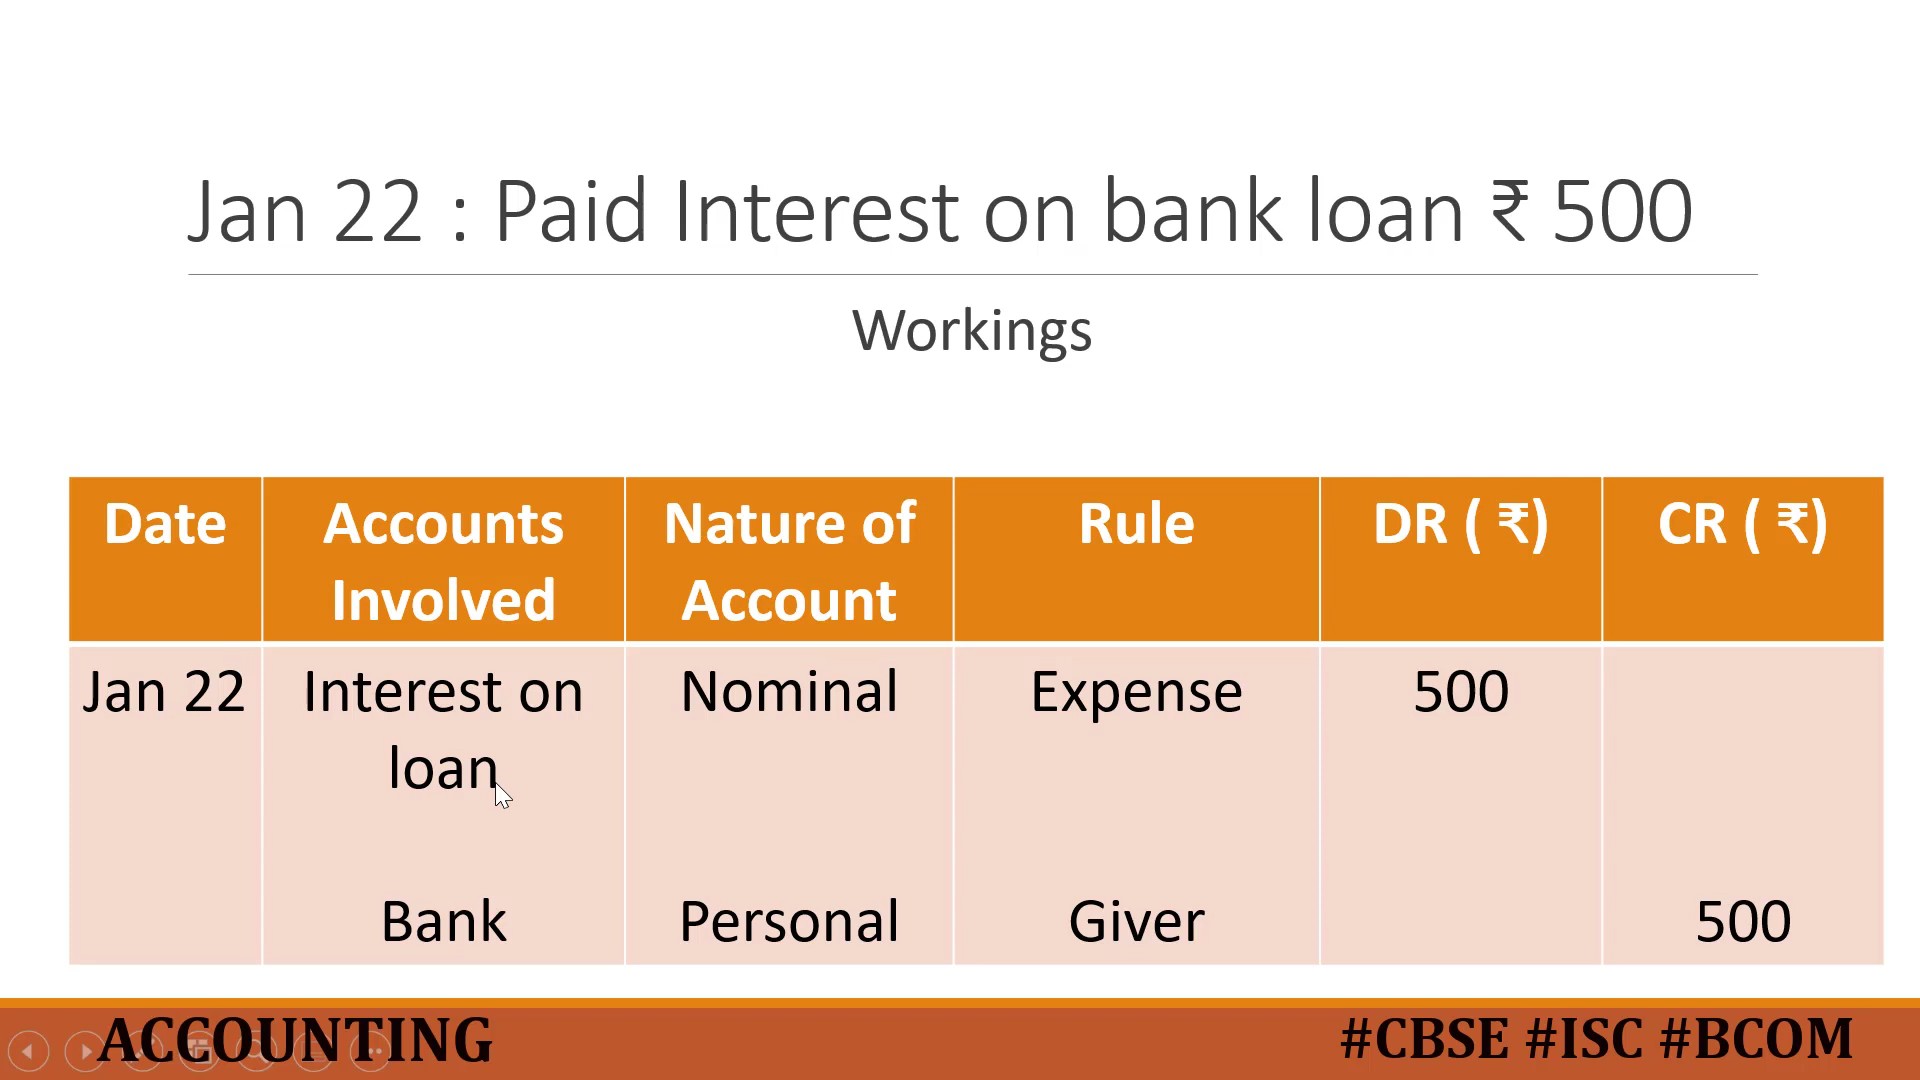 Jan 22 : Paid Interest on bank loan ₹ 500
Workings
Date
Accounts
Involved
Nature of
Account
Rule
DR ( ₹)
CR ( ₹)
Jan 22
Interest on
loan
Nominal
Expense
500
Bank
Personal
Giver
500
ACCOUNTING
#CBSE #ISC #BCOM